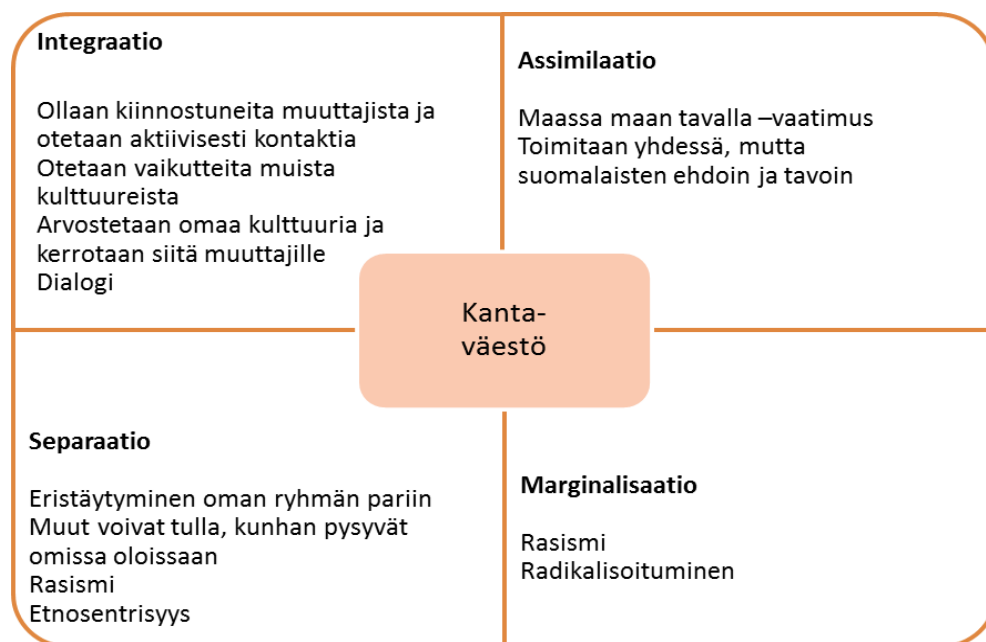 Integraatio
Ollaan kiinnostuneita muuttajista ja
otetaan aktiivisesti kontaktia
Otetaan vaikutteita muista
kulttuureista
Arvostetaan omaa kulttuuria ja
kerrotaan siitä muuttajille
Dialogi
Assimilaatio
Maassa maan tavalla –vaatimus
Toimitaan yhdessä, mutta
suomalaisten ehdoin ja tavoin
Kanta-
väestö
Separaatio
Eristäytyminen oman ryhmän pariin
Muut voivat tulla, kunhan pysyvät
omissa oloissaan
Rasismi
Etnosentrisyys
Marginalisaatio
Rasismi
Radikalisoituminen